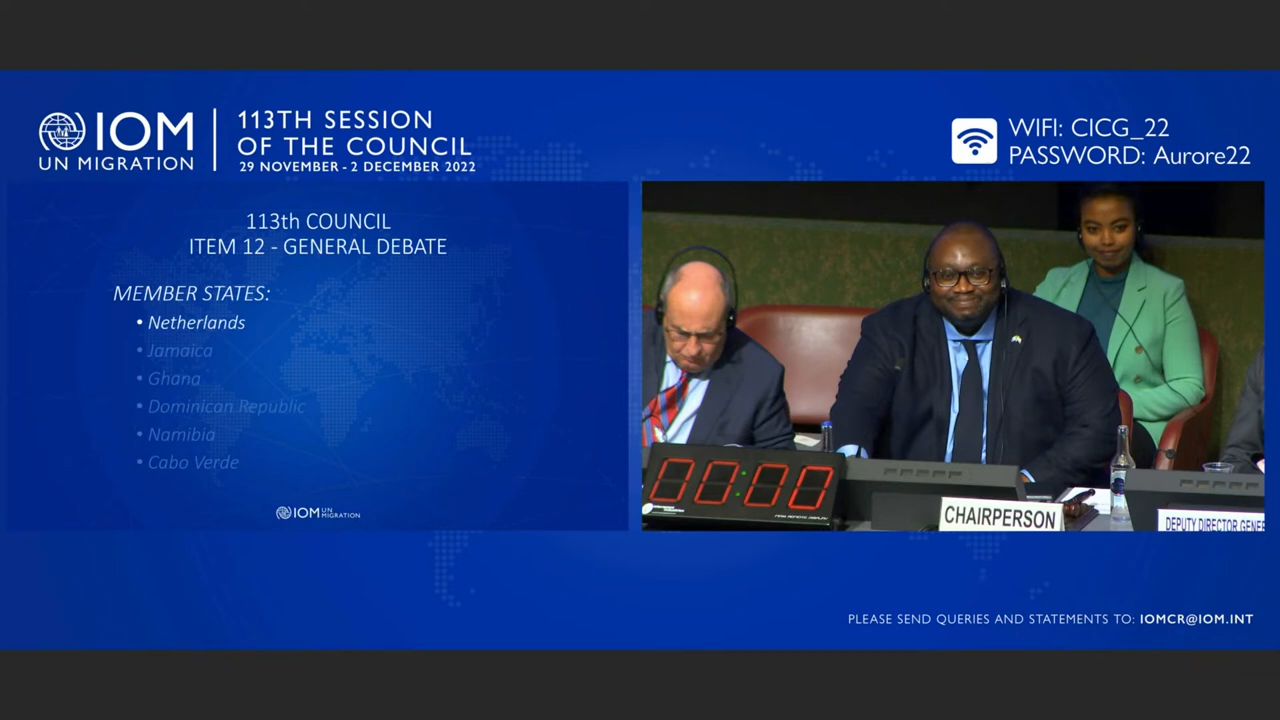 IOM
UN MIGRATION
113TH SESSION
OF THE COUNCIL
29 NOVEMBER - 2 DECEMBER 2022
WIFI: CICG_22
PASSWORD: Aurore22
113th COUNCIL
ITEM 12 - GENERAL DEBATE
MEMBER STATES:
• Netherlands
• Jamaica
• Ghana
• Dominican Republic
• Namibia
• Cabo Verde
IOM UN
MIGRATION
00:00
CHAIRPERSON
DEPUTY DIRECTOR GENE
PLEASE SEND QUERIES AND STATEMENTS TO: IOMCR@IOM.INT